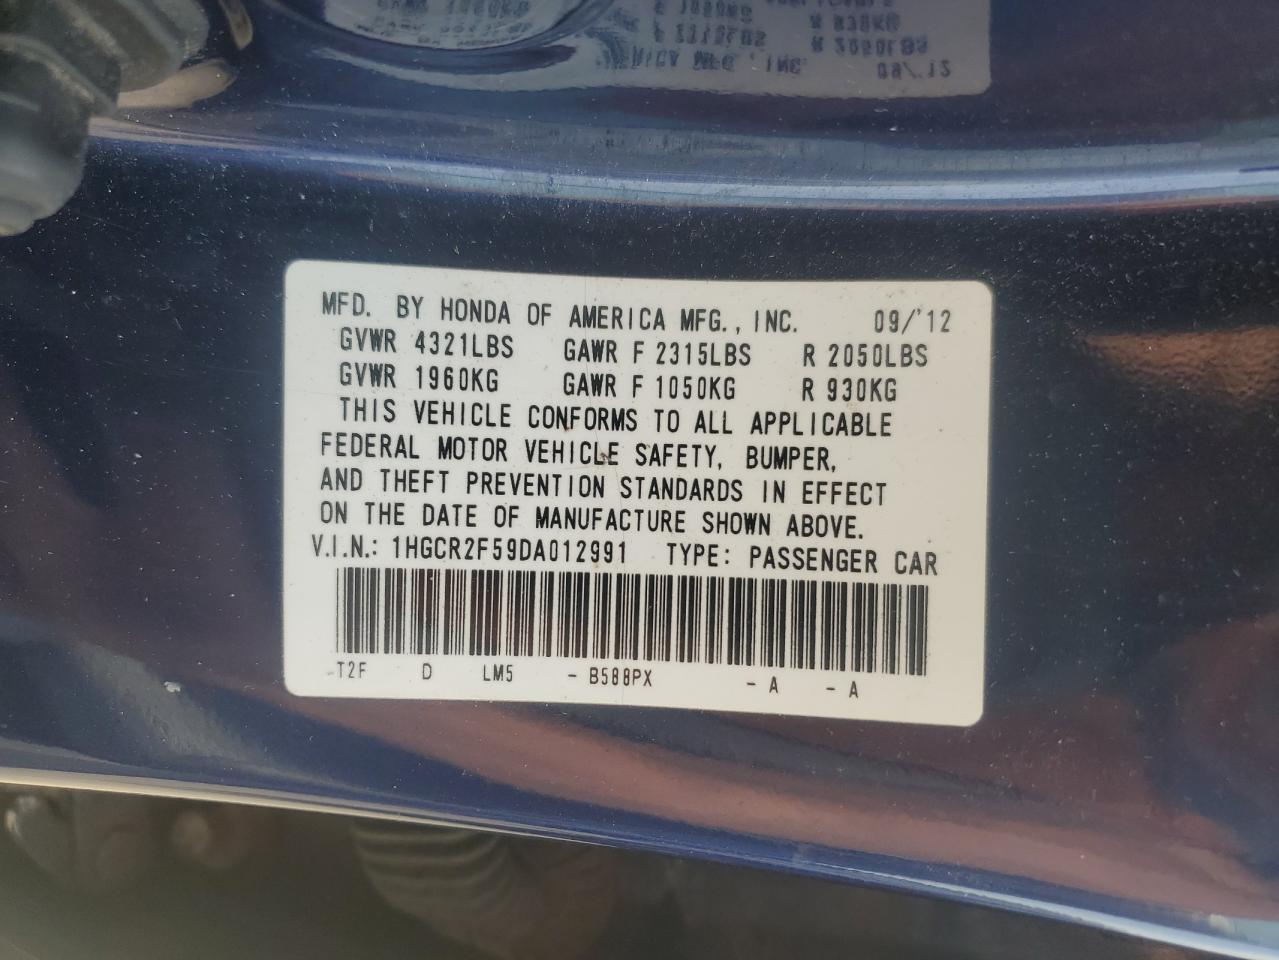 MFD. BY HONDA OF AMERICA MFG., INC. 09/'12
GVWR 4321LBS GAWR F 2315LBS R 2050LBS
GVWR 1960KG GAWR F 1050KG R 930KG
THIS VEHICLE CONFORMS TO ALL APPLICABLE
FEDERAL MOTOR VEHICLE SAFETY, BUMPER,
AND THEFT PREVENTION STANDARDS IN EFFECT
ON THE DATE OF MANUFACTURE SHOWN ABOVE.
V.I.N.: 1HGCR2F59DA012991 TYPE: PASSENGER CAR
-T2F D LM5 - B588PX - A - A